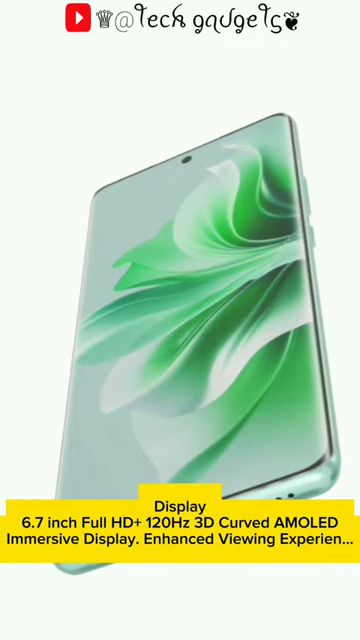 @Tech gadgets
Display
6.7 inch Full HD+ 120Hz 3D Curved AMOLED
Immersive Display. Enhanced Viewing Experien...